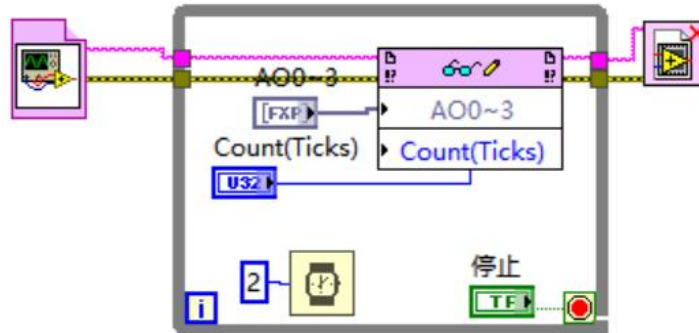 AO0~3
[FXP]
AO0~3
Count(Ticks)
Count(Ticks)
U32
2
停止
i
TF